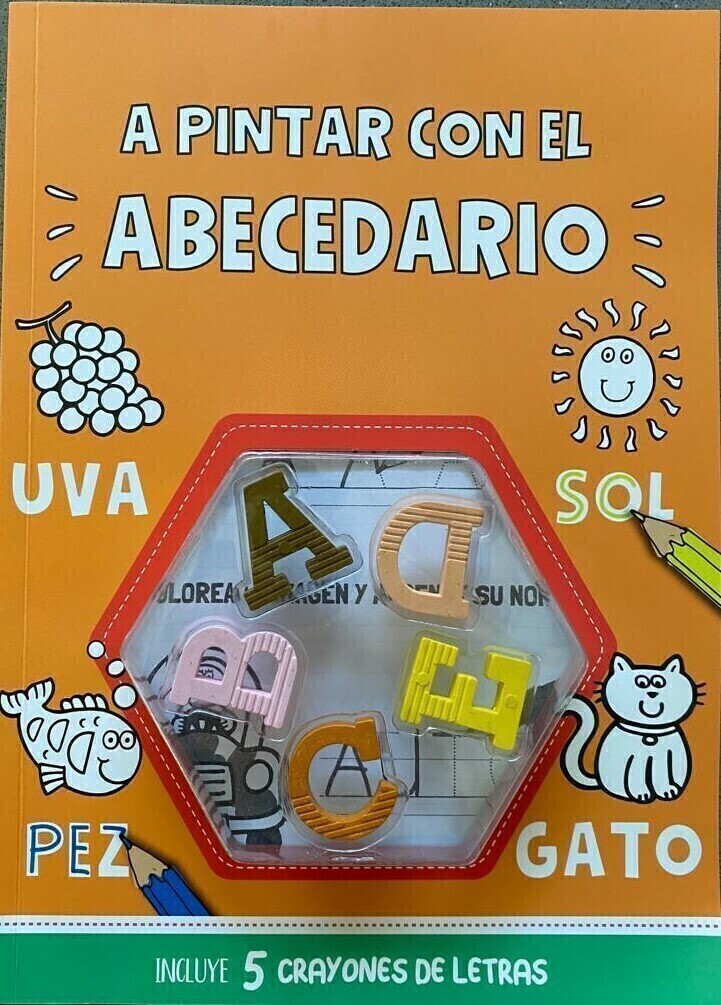 A PINTAR CON EL
ABECEDARIO
UVA
SOL
A
D
B
E
C
PEZ
GATO
INCLUYE 5 CRAYONES DE LETRAS